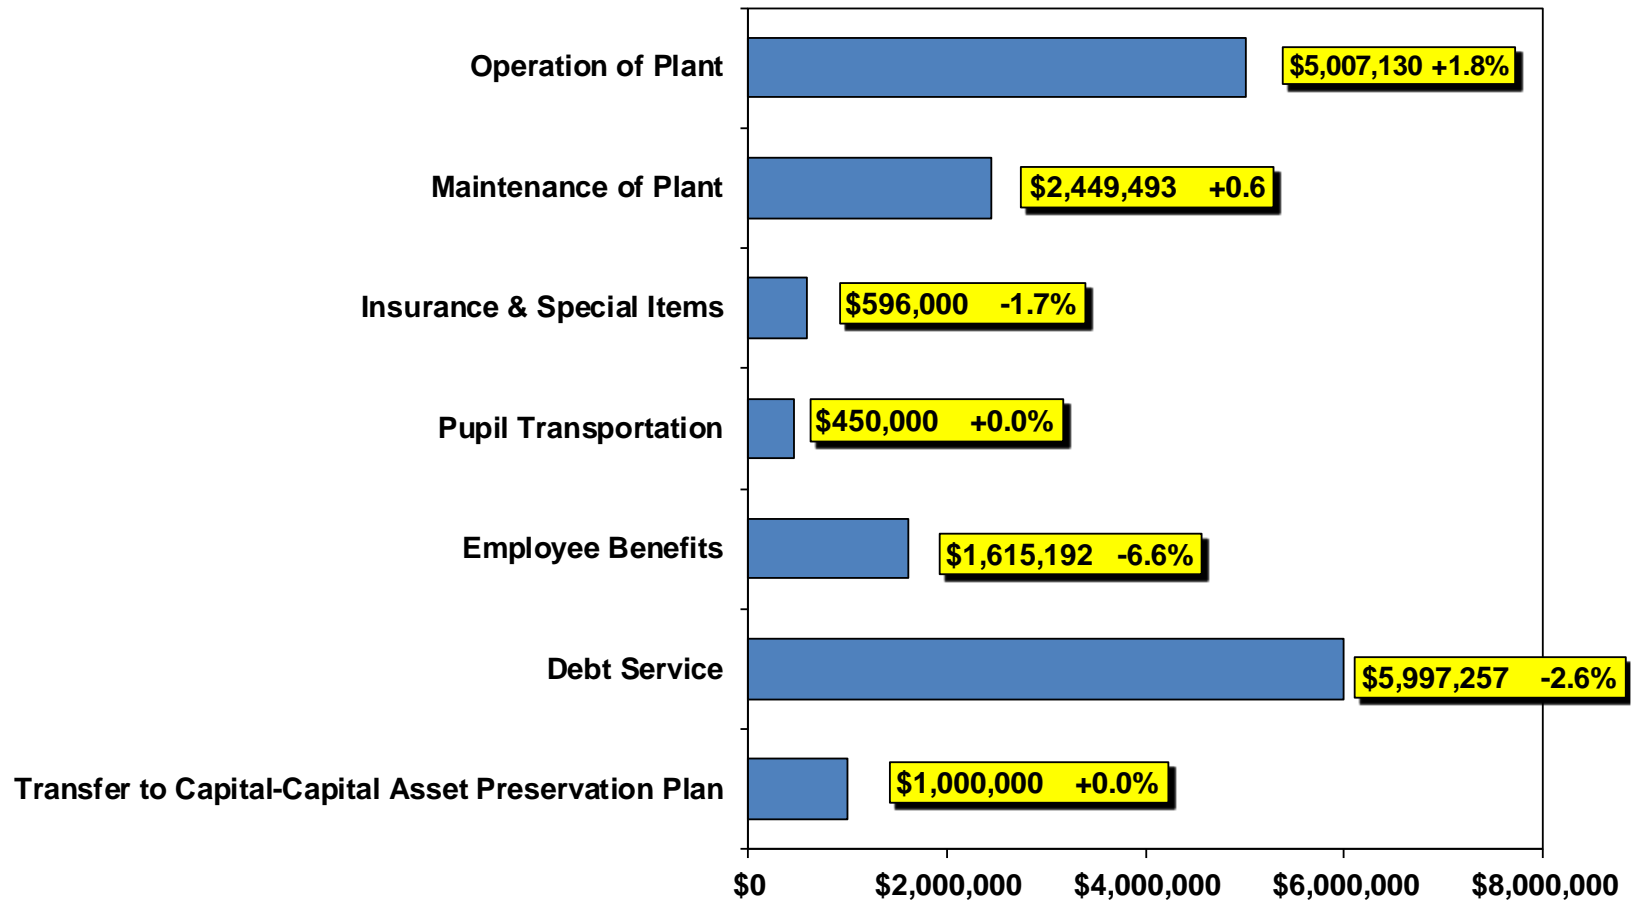 Operation of Plant
$5,007,130 +1.8%
Maintenance of Plant
$2,449,493 +0.6
Insurance & Special Items
$596,000 -1.7%
Pupil Transportation
$450,000 +0.0%
Employee Benefits
$1,615,192 -6.6%
Debt Service
$5,997,257 -2.6%
Transfer to Capital-Capital Asset Preservation Plan
$1,000,000 +0.0%
$0 $2,000,000 $4,000,000 $6,000,000 $8,000,000